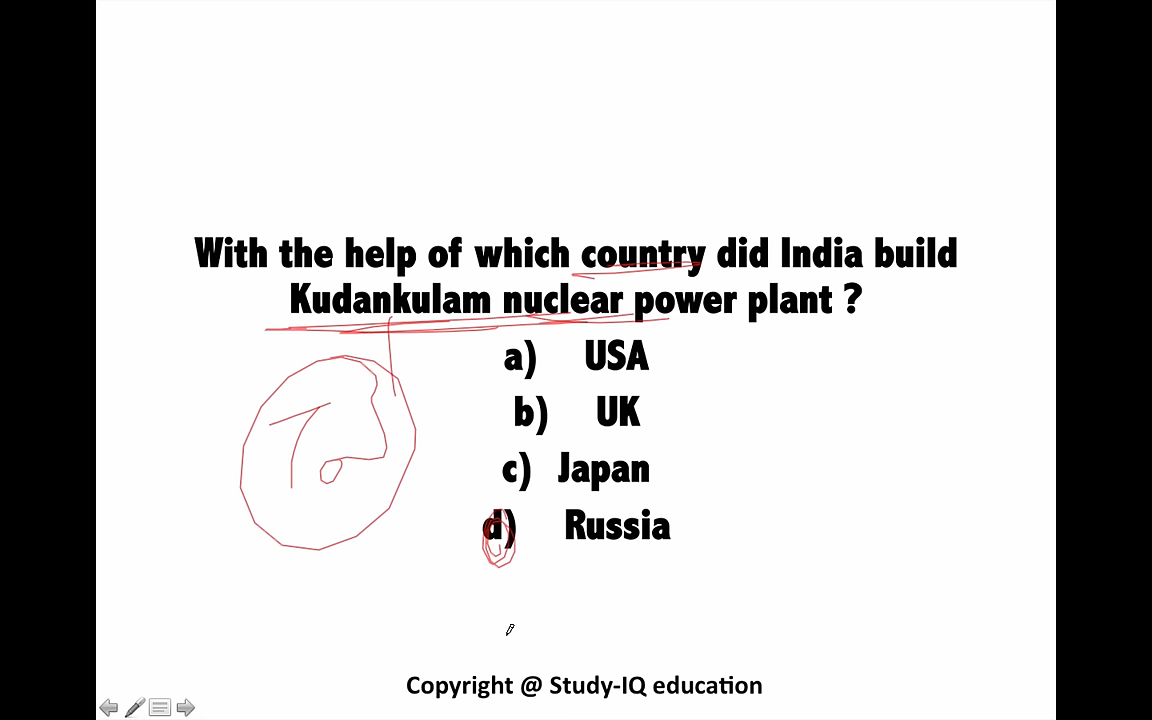 With the help of which country did India build
Kudankulam nuclear power plant ?
a) USA
b) UK
c) Japan
d) Russia
Copyright @ Study-IQ education